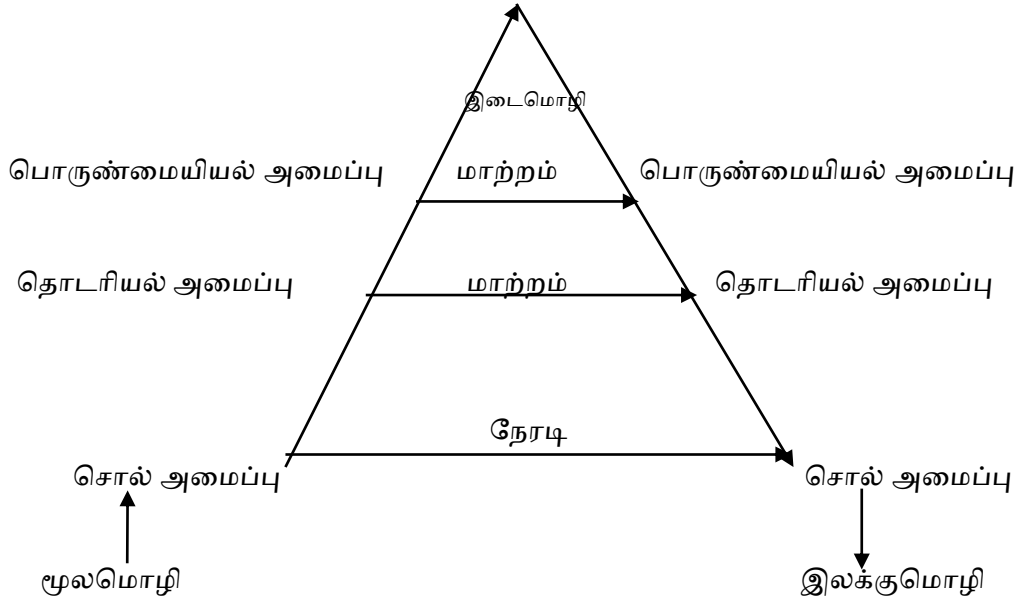 இடைமொழி
பொருண்மையியல் அமைப்பு மாற்றம் பொருண்மையியல் அமைப்பு
தொடரியல் அமைப்பு மாற்றம் தொடரியல் அமைப்பு
நேரடி
சொல் அமைப்பு சொல் அமைப்பு
மூலமொழி இலக்குமொழி